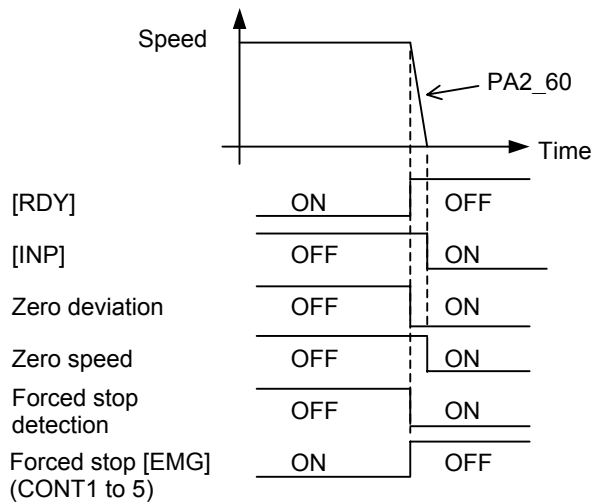 Speed
PA2_60
Time
[RDY] ON OFF
[INP] OFF ON
Zero deviation OFF ON
Zero speed OFF ON
Forced stop
detection OFF ON
Forced stop [EMG] ON OFF
(CONT1 to 5)